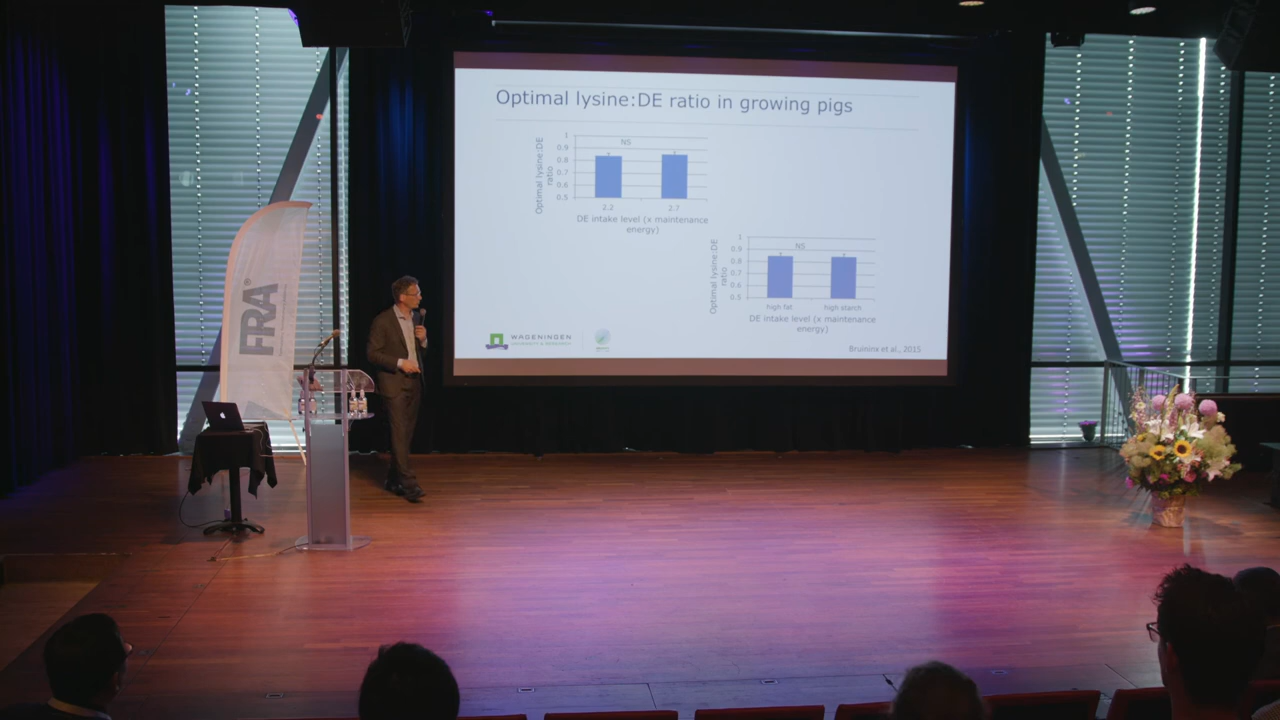 Optimal lysine:DE ratio in growing pigs
Optimal lysine:DE
ratio
1
0.9
0.8
0.7
0.6
0.5
NS
2.2
2.7
DE intake level (x maintenance
energy)
Optimal lysine:DE
ratio
1
0.9
0.8
0.7
0.6
0.5
NS
high fat
high starch
DE intake level (x maintenance
energy)
WAGENINGEN
UNIVERSITY & RESEARCH
Bruininx et al., 2015
FRA®